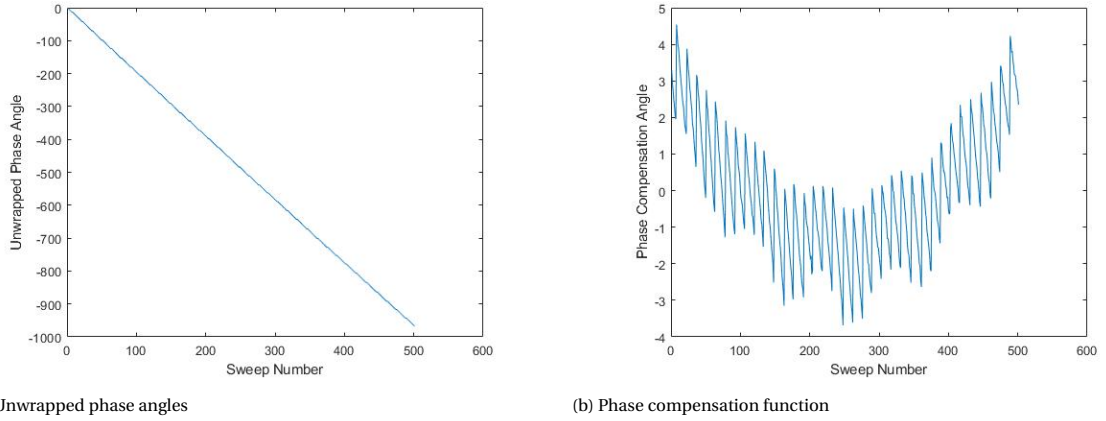 0
-100
-200
-300
-400
-500
-600
-700
-800
-900
-1000
Unwrapped Phase Angle
0 100 200 300 400 500 600
Sweep Number
5
4
3
2
1
0
-1
-2
-3
-4
Phase Compensation Angle
0 100 200 300 400 500 600
Sweep Number
Unwrapped phase angles
(b) Phase compensation function